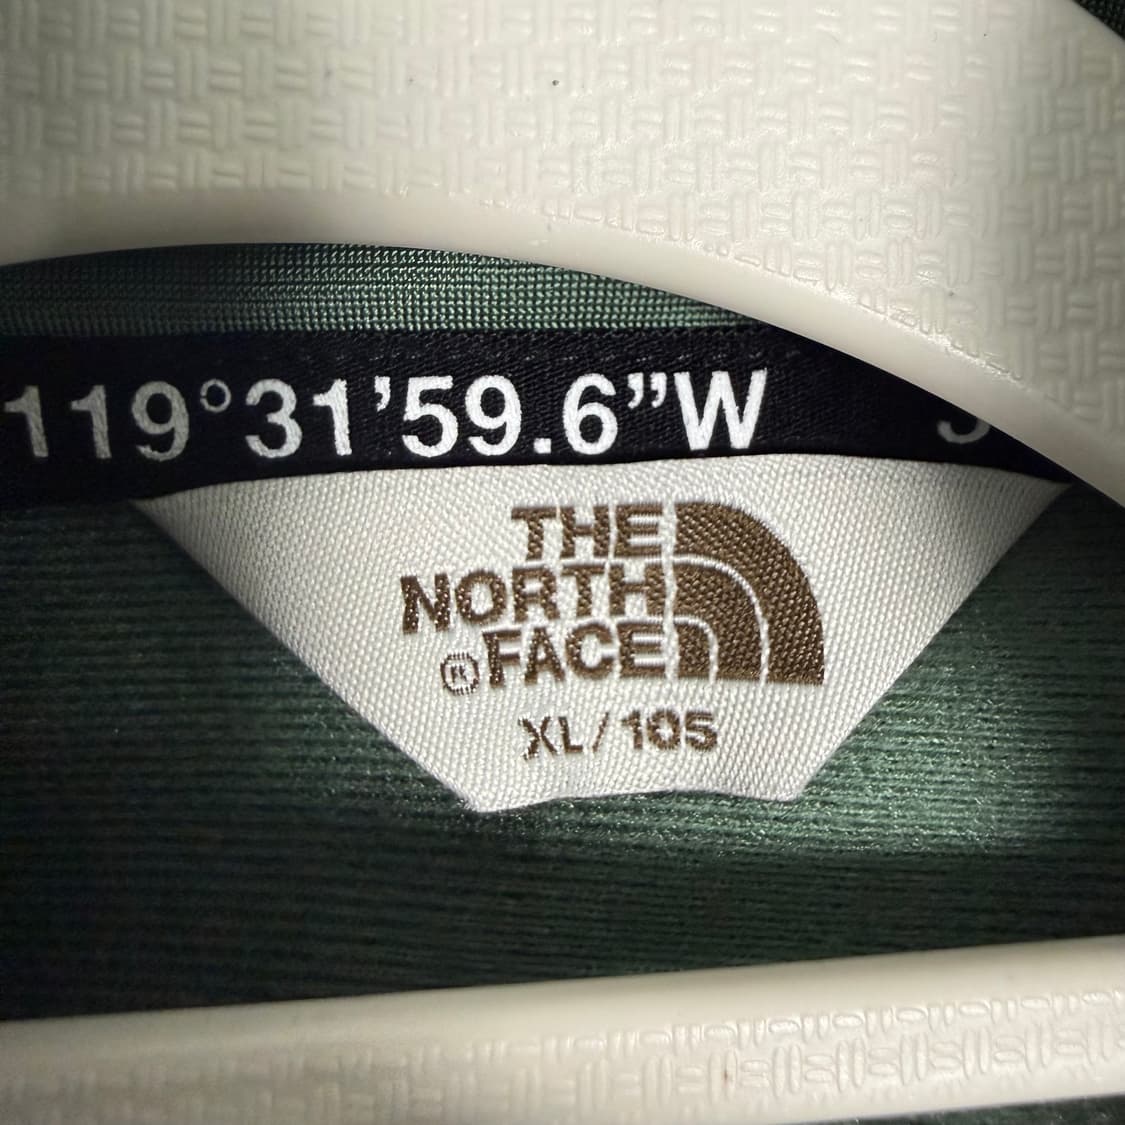 119°31’59.6”W
THE
NORTH
®FACE
XL/105